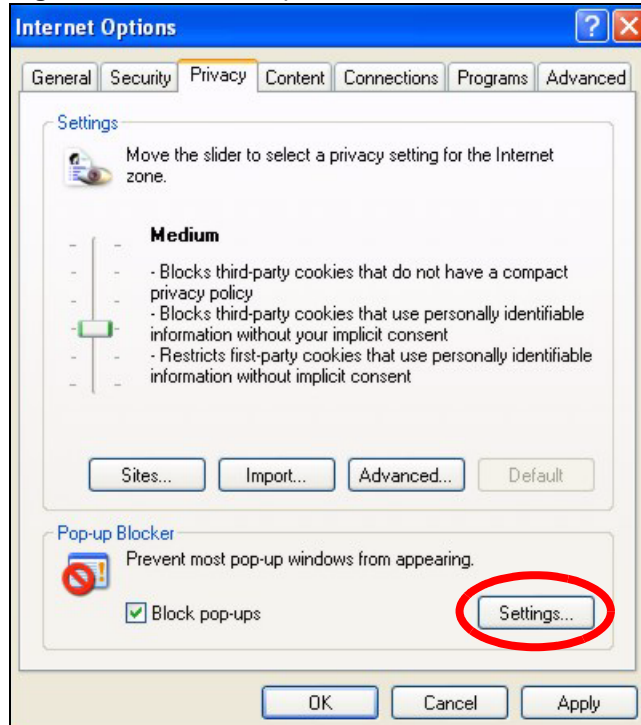 Internet Options
General Security Privacy Content Connections Programs Advanced
Settings
Move the slider to select a privacy setting for the Internet
zone.
Medium
- Blocks third-party cookies that do not have a compact
privacy policy
- Blocks third-party cookies that use personally identifiable
information without your implicit consent
- Restricts first-party cookies that use personally identifiable
information without implicit consent
Sites... Import... Advanced... Default
Pop-up Blocker
Prevent most pop-up windows from appearing.
Block pop-ups Settings...
OK Cancel Apply